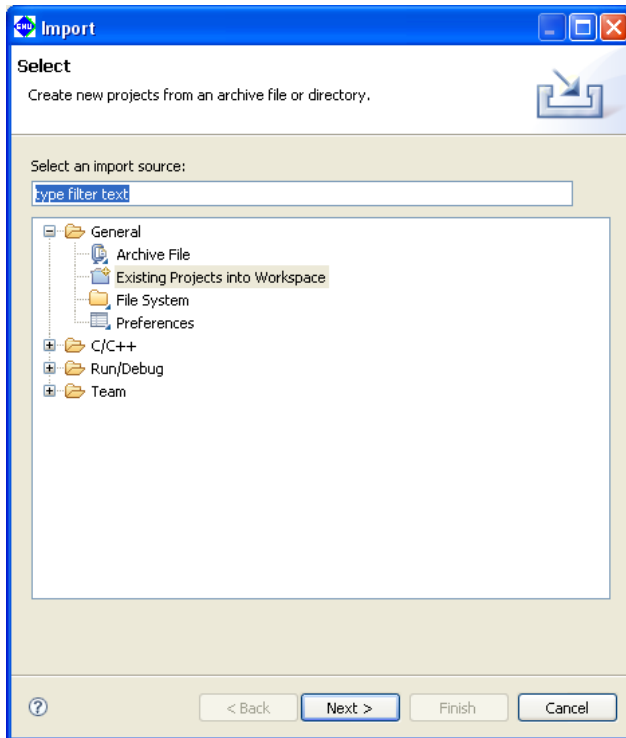 GNU Import
Select
Create new projects from an archive file or directory.
Select an import source:
type filter text
General
Archive File
Existing Projects into Workspace
File System
Preferences
C/C++
Run/Debug
Team
? < Back Next > Finish Cancel